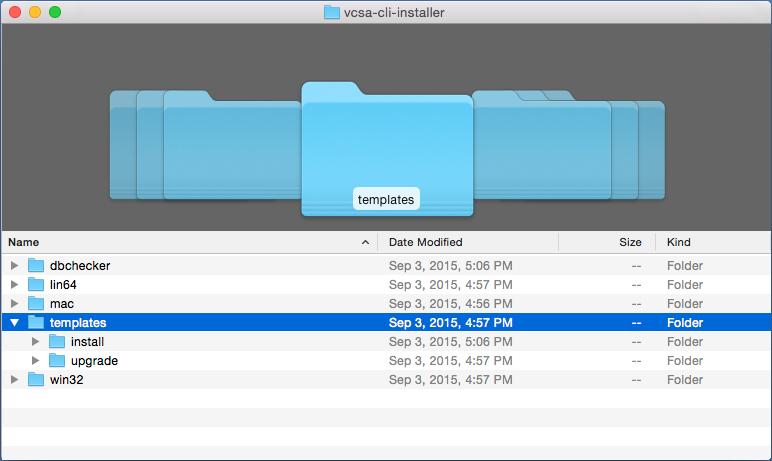 vcsa-cli-installer
templates
Name Date Modified Size Kind
dbchecker Sep 3, 2015, 5:06 PM -- Folder
lin64 Sep 3, 2015, 4:57 PM -- Folder
mac Sep 3, 2015, 4:56 PM -- Folder
templates Sep 3, 2015, 4:57 PM -- Folder
install Sep 3, 2015, 5:06 PM -- Folder
upgrade Sep 3, 2015, 4:57 PM -- Folder
win32 Sep 3, 2015, 4:57 PM -- Folder